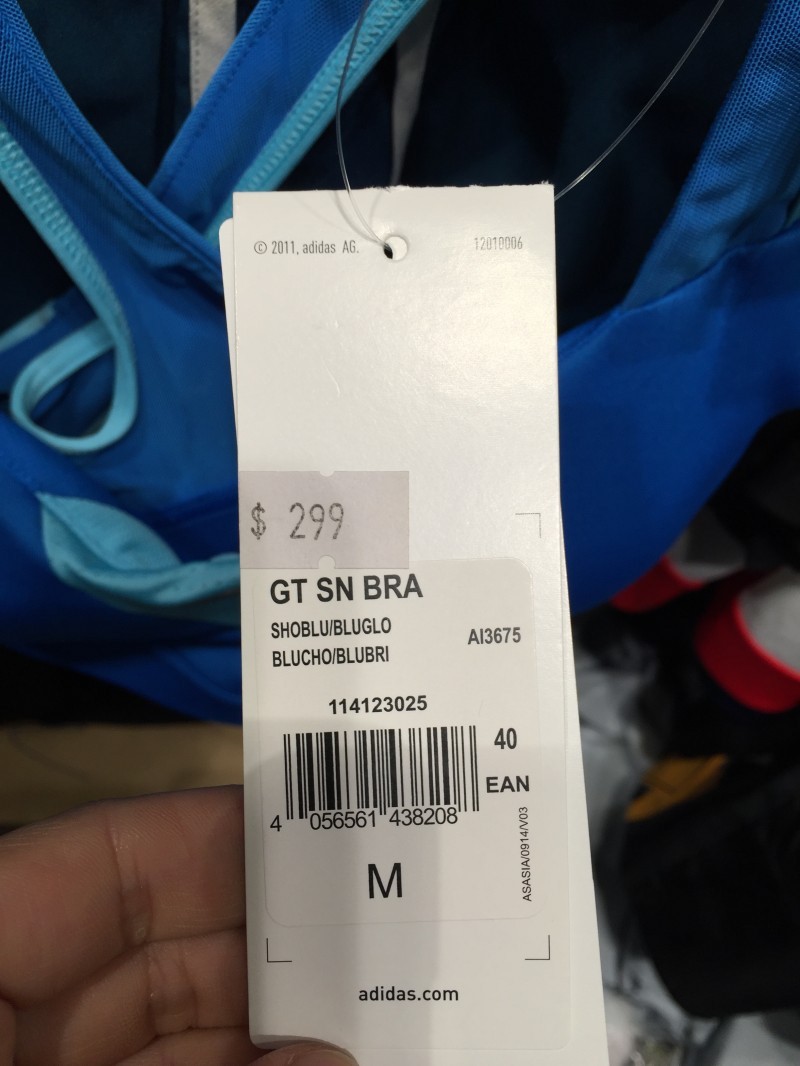 © 2011, adidas AG.
12010006
$ 299
GT SN BRA
SHOBLU/BLUGLO
BLUCHO/BLUBRI
AI3675
114123025
40
EAN
4 056561 438208
ASASIA/0914/V03
M
adidas.com